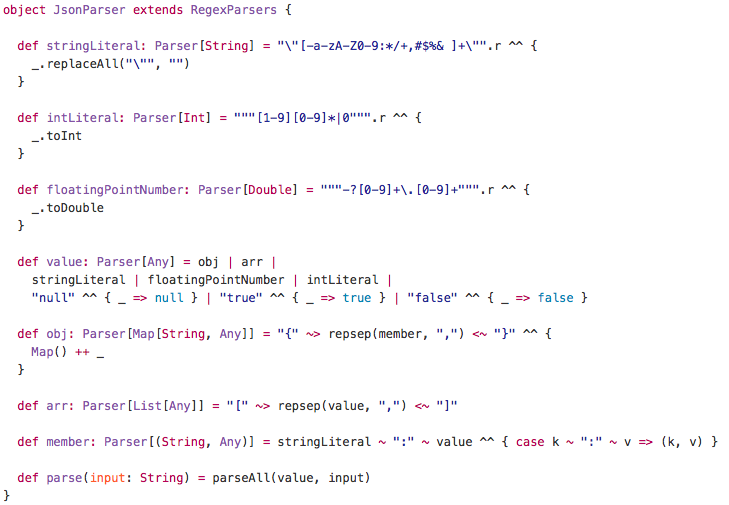 object JsonParser extends RegexParsers {
  def stringLiteral: Parser[String] = "\"[-a-zA-Z0-9:*/+,#$%& ]+\"".r ^^ {
    _.replaceAll("\"", "")
  }
  def intLiteral: Parser[Int] = """[1-9][0-9]*|0""".r ^^ {
    _.toInt
  }
  def floatingPointNumber: Parser[Double] = """-?[0-9]+\.[0-9]+""".r ^^ {
    _.toDouble
  }
  def value: Parser[Any] = obj | arr |
    stringLiteral | floatingPointNumber | intLiteral |
    "null" ^^ { _ => null } | "true" ^^ { _ => true } | "false" ^^ { _ => false }
  def obj: Parser[Map[String, Any]] = "{" ~> repsep(member, ",") <~ "}" ^^ {
    Map() ++ _
  }
  def arr: Parser[List[Any]] = "[" ~> repsep(value, ",") <~ "]"
  def member: Parser[(String, Any)] = stringLiteral ~ ":" ~ value ^^ { case k ~ ":" ~ v => (k, v) }
  def parse(input: String) = parseAll(value, input)
}